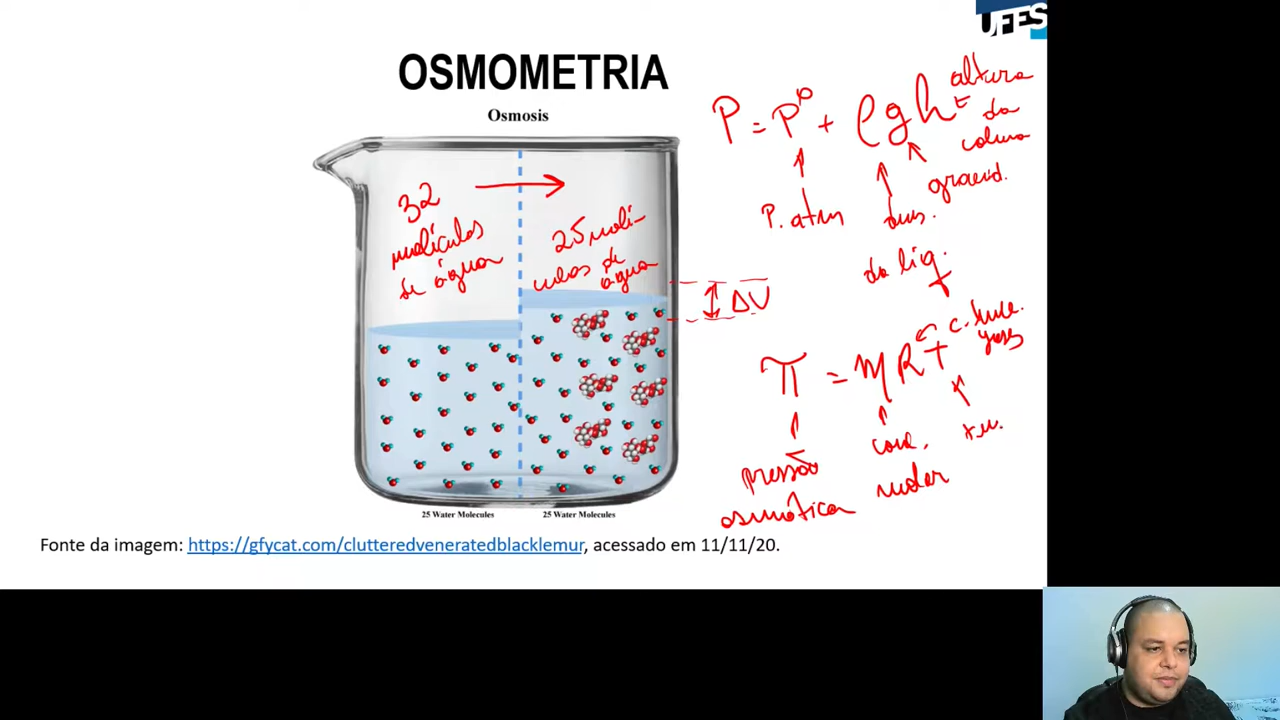 UFES
OSMOMETRIA
Osmosis
32
moléculas
de água
25 molé-
culas de
água
ΔV
P = P° + ρgh
altura
da
coluna
gravid.
P. atm
dens.
do liq.
π = MRT
c. dos
gases
conc.
molar
pressão
osmótica
25 Water Molecules 25 Water Molecules
Fonte da imagem: https://gfycat.com/clutteredveneratedblacklemur, acessado em 11/11/20.